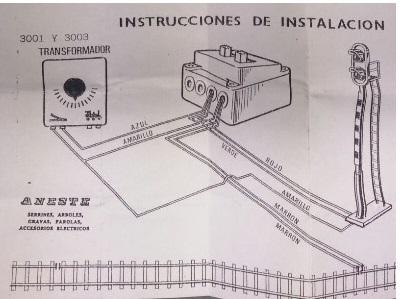 INSTRUCCIONES DE INSTALACION
3001 Y 3003
TRANSFORMADOR
AZUL
AMARILLO
VERDE
ROJO
AMARILLO
MARRON
MARRON
ANESTE
SERRINES, ARBOLES,
GRAVAS, FAROLAS,
ACCESORIOS ELECTRICOS